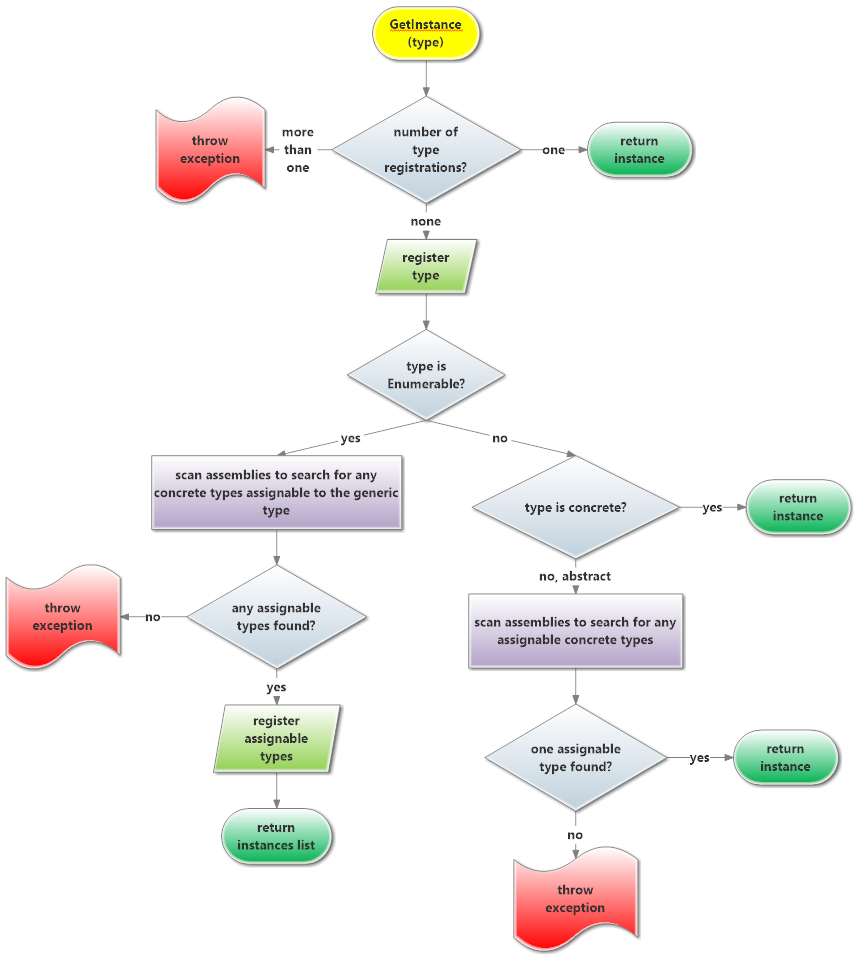 GetInstance
(type)
throw
exception
more
than
one
number of
type
registrations?
one
return
instance
none
register
type
type is
Enumerable?
yes
no
scan assemblies to search for any
concrete types assignable to the generic
type
type is concrete?
yes
return
instance
no, abstract
throw
exception
no
any assignable
types found?
scan assemblies to search for any
assignable concrete types
yes
register
assignable
types
one assignable
type found?
yes
return
instance
return
instances list
no
throw
exception